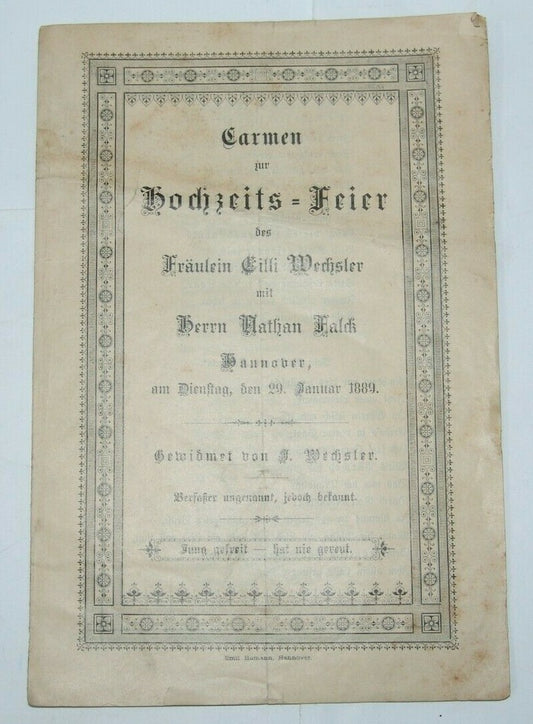 Carmen
zur
Hochzeits-Feier
des
Fräulein Cilli Wechsler
mit
Herrn Nathan Falck
Hannover,
am Dienstag, den 29. Januar 1889.
Gewidmet von J. Wechsler.
Verfaßer ungenannt, jedoch bekannt.
Jung gefreit — hat nie gereut.
Emil Homann, Hannover.